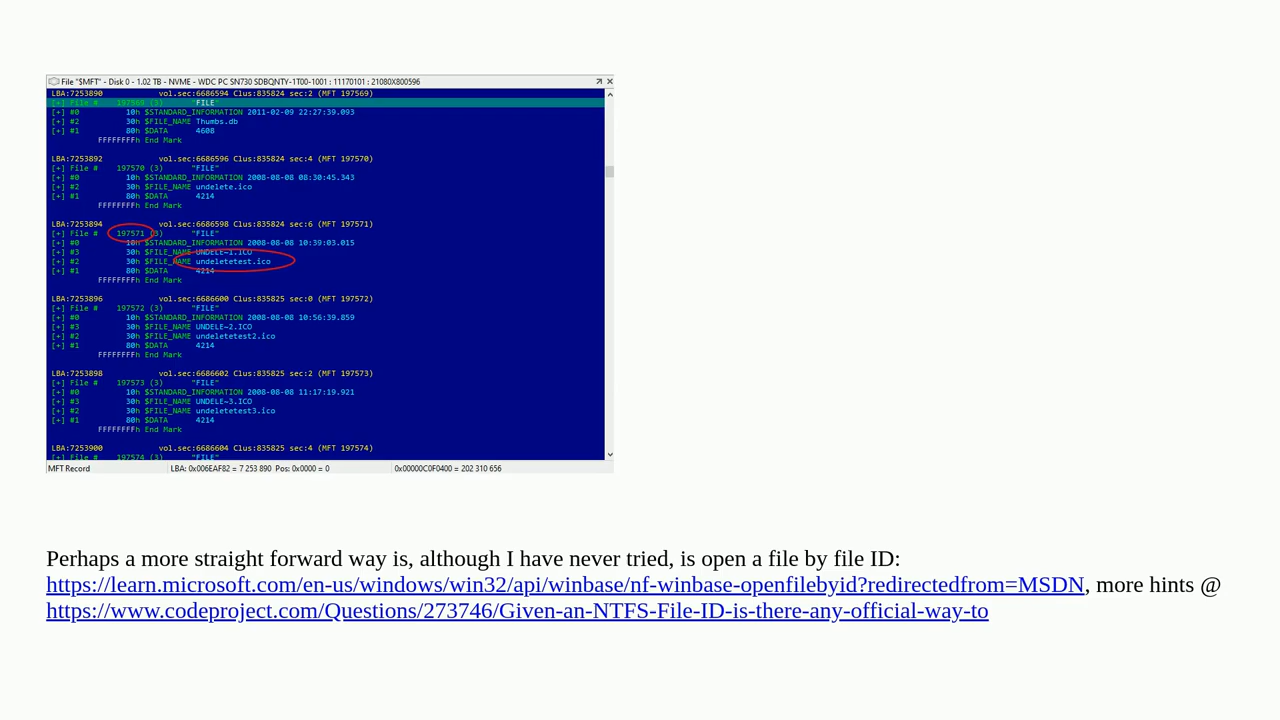 File "$MFT" - Disk 0 - 1.02 TB - NVME - WDC PC SN730 SDBQNTY-1T00-1001 : 11170101 : 21080X800596
LBA:7253890 vol.sec:6686594 Clus:835824 sec:2 (MFT 197569)
[+] File # 197569 (3) "FILE"
[+] #0 10h $STANDARD_INFORMATION 2011-02-09 22:27:39.093
[+] #2 30h $FILE_NAME Thumbs.db
[+] #1 80h $DATA 4608
FFFFFFFFh End Mark
LBA:7253892 vol.sec:6686596 Clus:835824 sec:4 (MFT 197570)
[+] File # 197570 (3) "FILE"
[+] #0 10h $STANDARD_INFORMATION 2008-08-08 08:30:45.343
[+] #2 30h $FILE_NAME undelete.ico
[+] #1 80h $DATA 4214
FFFFFFFFh End Mark
LBA:7253894 vol.sec:6686598 Clus:835824 sec:6 (MFT 197571)
[+] File # 197571 (3) "FILE"
[+] #0 10h $STANDARD_INFORMATION 2008-08-08 10:39:03.015
[+] #3 30h $FILE_NAME UNDELE~1.ICO
[+] #2 30h $FILE_NAME undeletetest.ico
[+] #1 80h $DATA 4214
FFFFFFFFh End Mark
LBA:7253896 vol.sec:6686600 Clus:835825 sec:0 (MFT 197572)
[+] File # 197572 (3) "FILE"
[+] #0 10h $STANDARD_INFORMATION 2008-08-08 10:56:39.859
[+] #3 30h $FILE_NAME UNDELE~2.ICO
[+] #2 30h $FILE_NAME undeletetest2.ico
[+] #1 80h $DATA 4214
FFFFFFFFh End Mark
LBA:7253898 vol.sec:6686602 Clus:835825 sec:2 (MFT 197573)
[+] File # 197573 (3) "FILE"
[+] #0 10h $STANDARD_INFORMATION 2008-08-08 11:17:19.921
[+] #3 30h $FILE_NAME UNDELE~3.ICO
[+] #2 30h $FILE_NAME undeletetest3.ico
[+] #1 80h $DATA 4214
FFFFFFFFh End Mark
LBA:7253900 vol.sec:6686604 Clus:835825 sec:4 (MFT 197574)
[+] File # 197574 (3) "FILE"
MFT Record LBA: 0x006EAF82 = 7 253 890 Pos: 0x0000 = 0 0x00000C0F0400 = 202 310 656
Perhaps a more straight forward way is, although I have never tried, is open a file by file ID:
https://learn.microsoft.com/en-us/windows/win32/api/winbase/nf-winbase-openfilebyid?redirectedfrom=MSDN, more hints @
https://www.codeproject.com/Questions/273746/Given-an-NTFS-File-ID-is-there-any-official-way-to